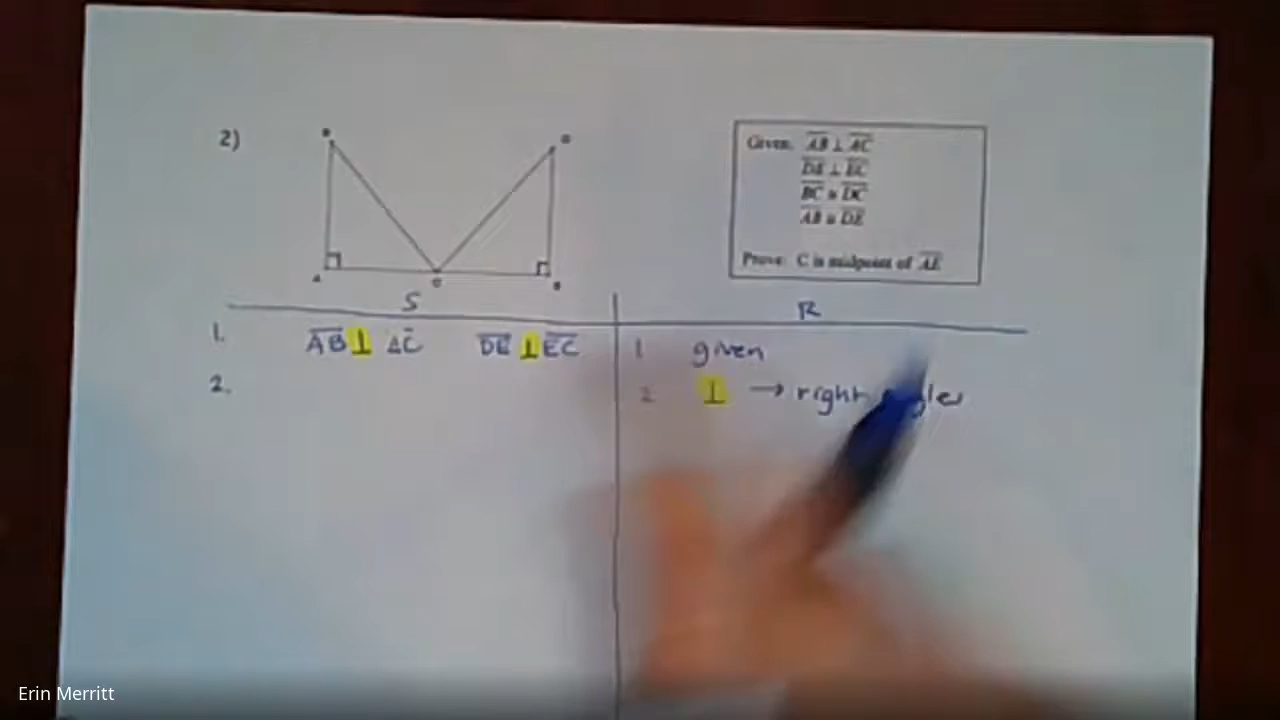 2)
Given: AB ⊥ AC
DE ⊥ EC
BC ≅ DC
AB ≅ DE
Prove: C is midpoint of AE
A
C
S
R
1. AB ⊥ AC DE ⊥ EC
1 given
2.
2 ⊥ → right angles
Erin Merritt